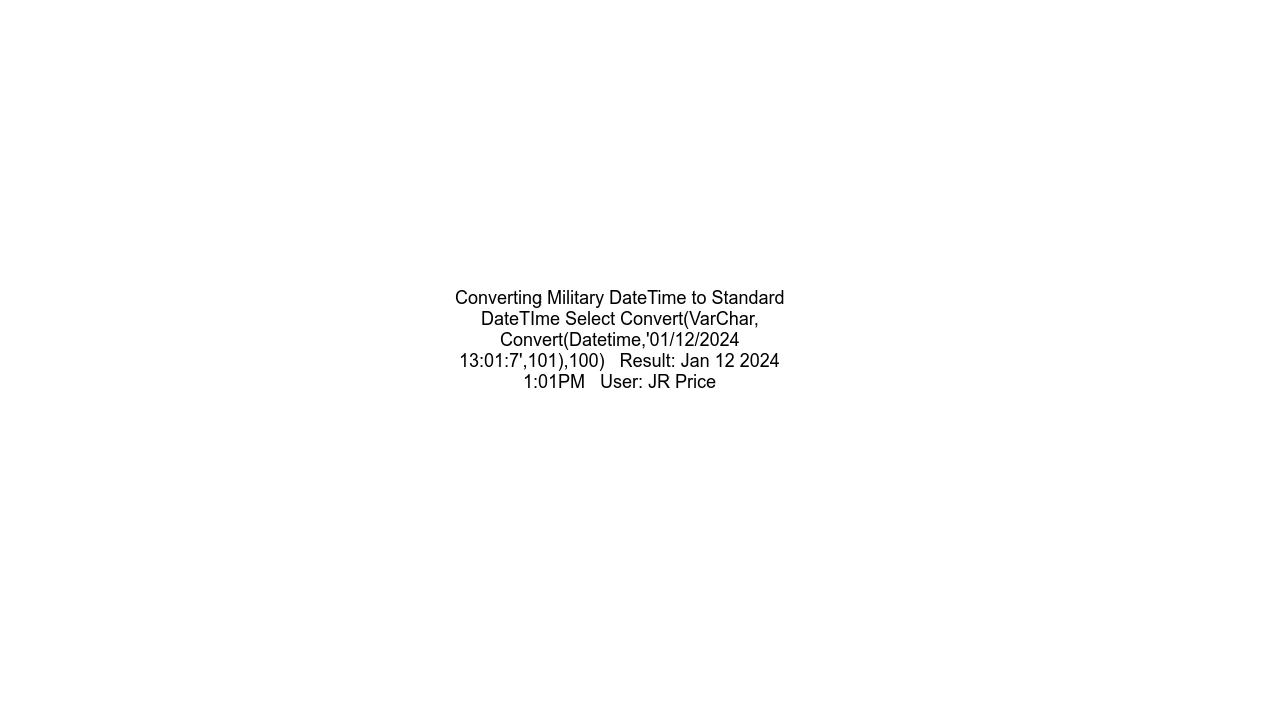 Converting Military DateTime to Standard
DateTIme Select Convert(VarChar,
Convert(Datetime,'01/12/2024
13:01:7',101),100)   Result: Jan 12 2024
1:01PM   User: JR Price